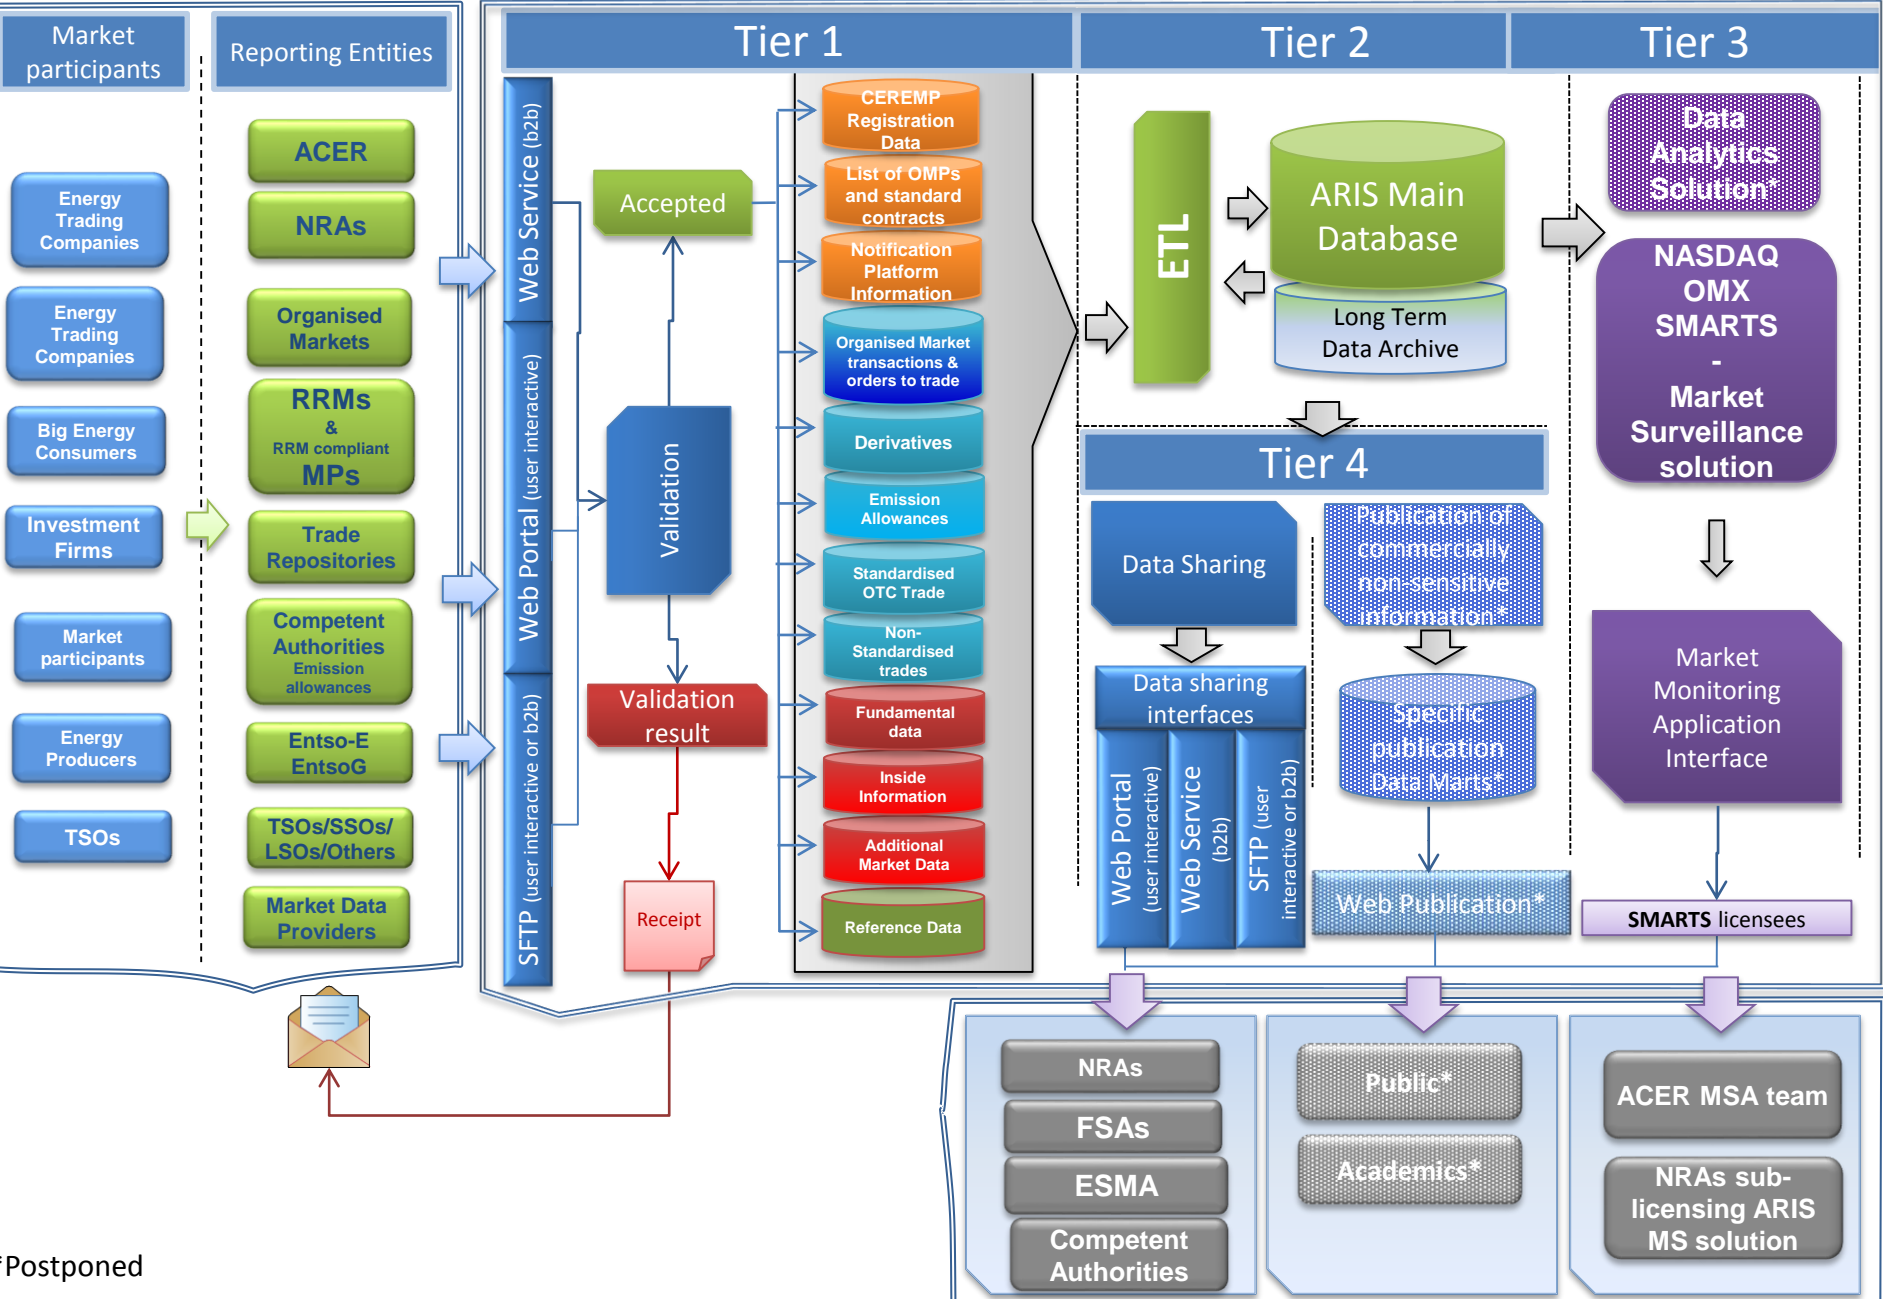 Market
participants
Reporting Entities
Tier 1
Tier 2
Tier 3
Energy
Trading
Companies
Energy
Trading
Companies
Big Energy
Consumers
Investment
Firms
Market
participants
Energy
Producers
TSOs
ACER
NRAs
Organised
Markets
RRMs
&
RRM compliant
MPs
Trade
Repositories
Competent
Authorities
Emission
allowances
Entso-E
EntsoG
TSOs/SSOs/
LSOs/Others
Market Data
Providers
Web Service (b2b)
Web Portal (user interactive)
SFTP (user interactive or b2b)
Accepted
Validation
Validation
result
Receipt
CEREMP
Registration
Data
List of OMPs
and standard
contracts
Notification
Platform
Information
Organised Market
transactions &
orders to trade
Derivatives
Emission
Allowances
Standardised
OTC Trade
Non-
Standardised
trades
Fundamental
data
Inside
Information
Additional
Market Data
Reference Data
ETL
ARIS Main
Database
Long Term
Data Archive
Tier 4
Data Sharing
Data sharing
interfaces
Web Portal
(user interactive)
Web Service
(b2b)
SFTP (user
interactive or b2b)
Publication of
commercially
non-sensitive
information*
Specific
publication
Data Marts*
Web Publication*
Data
Analytics
Solution*
NASDAQ
OMX
SMARTS
-
Market
Surveillance
solution
Market
Monitoring
Application
Interface
SMARTS licensees
NRAs
FSAs
ESMA
Competent
Authorities
Public*
Academics*
ACER MSA team
NRAs sub-
licensing ARIS
MS solution
*Postponed